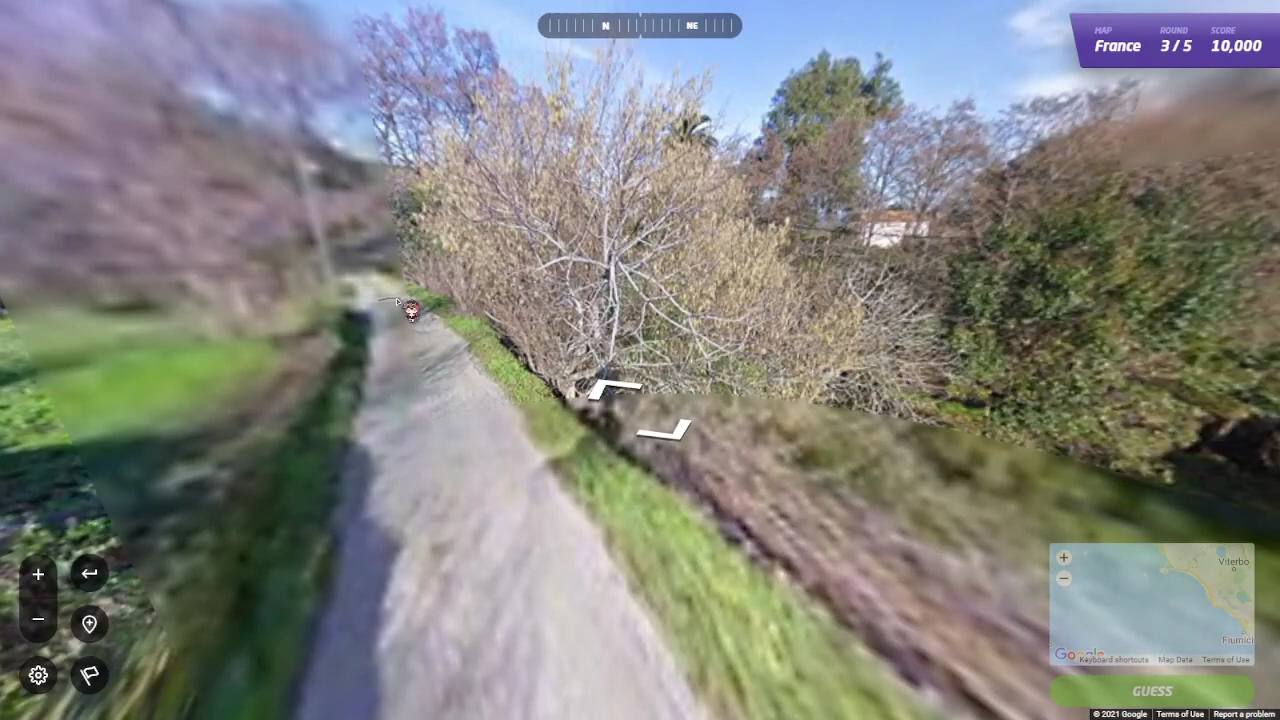 N
NE
MAP
France
ROUND
3 / 5
SCORE
10,000
Viterbo
Fiumici
Google
Keyboard shortcuts
Map Data
Terms of Use
GUESS
© 2021 Google
Terms of Use
Report a problem